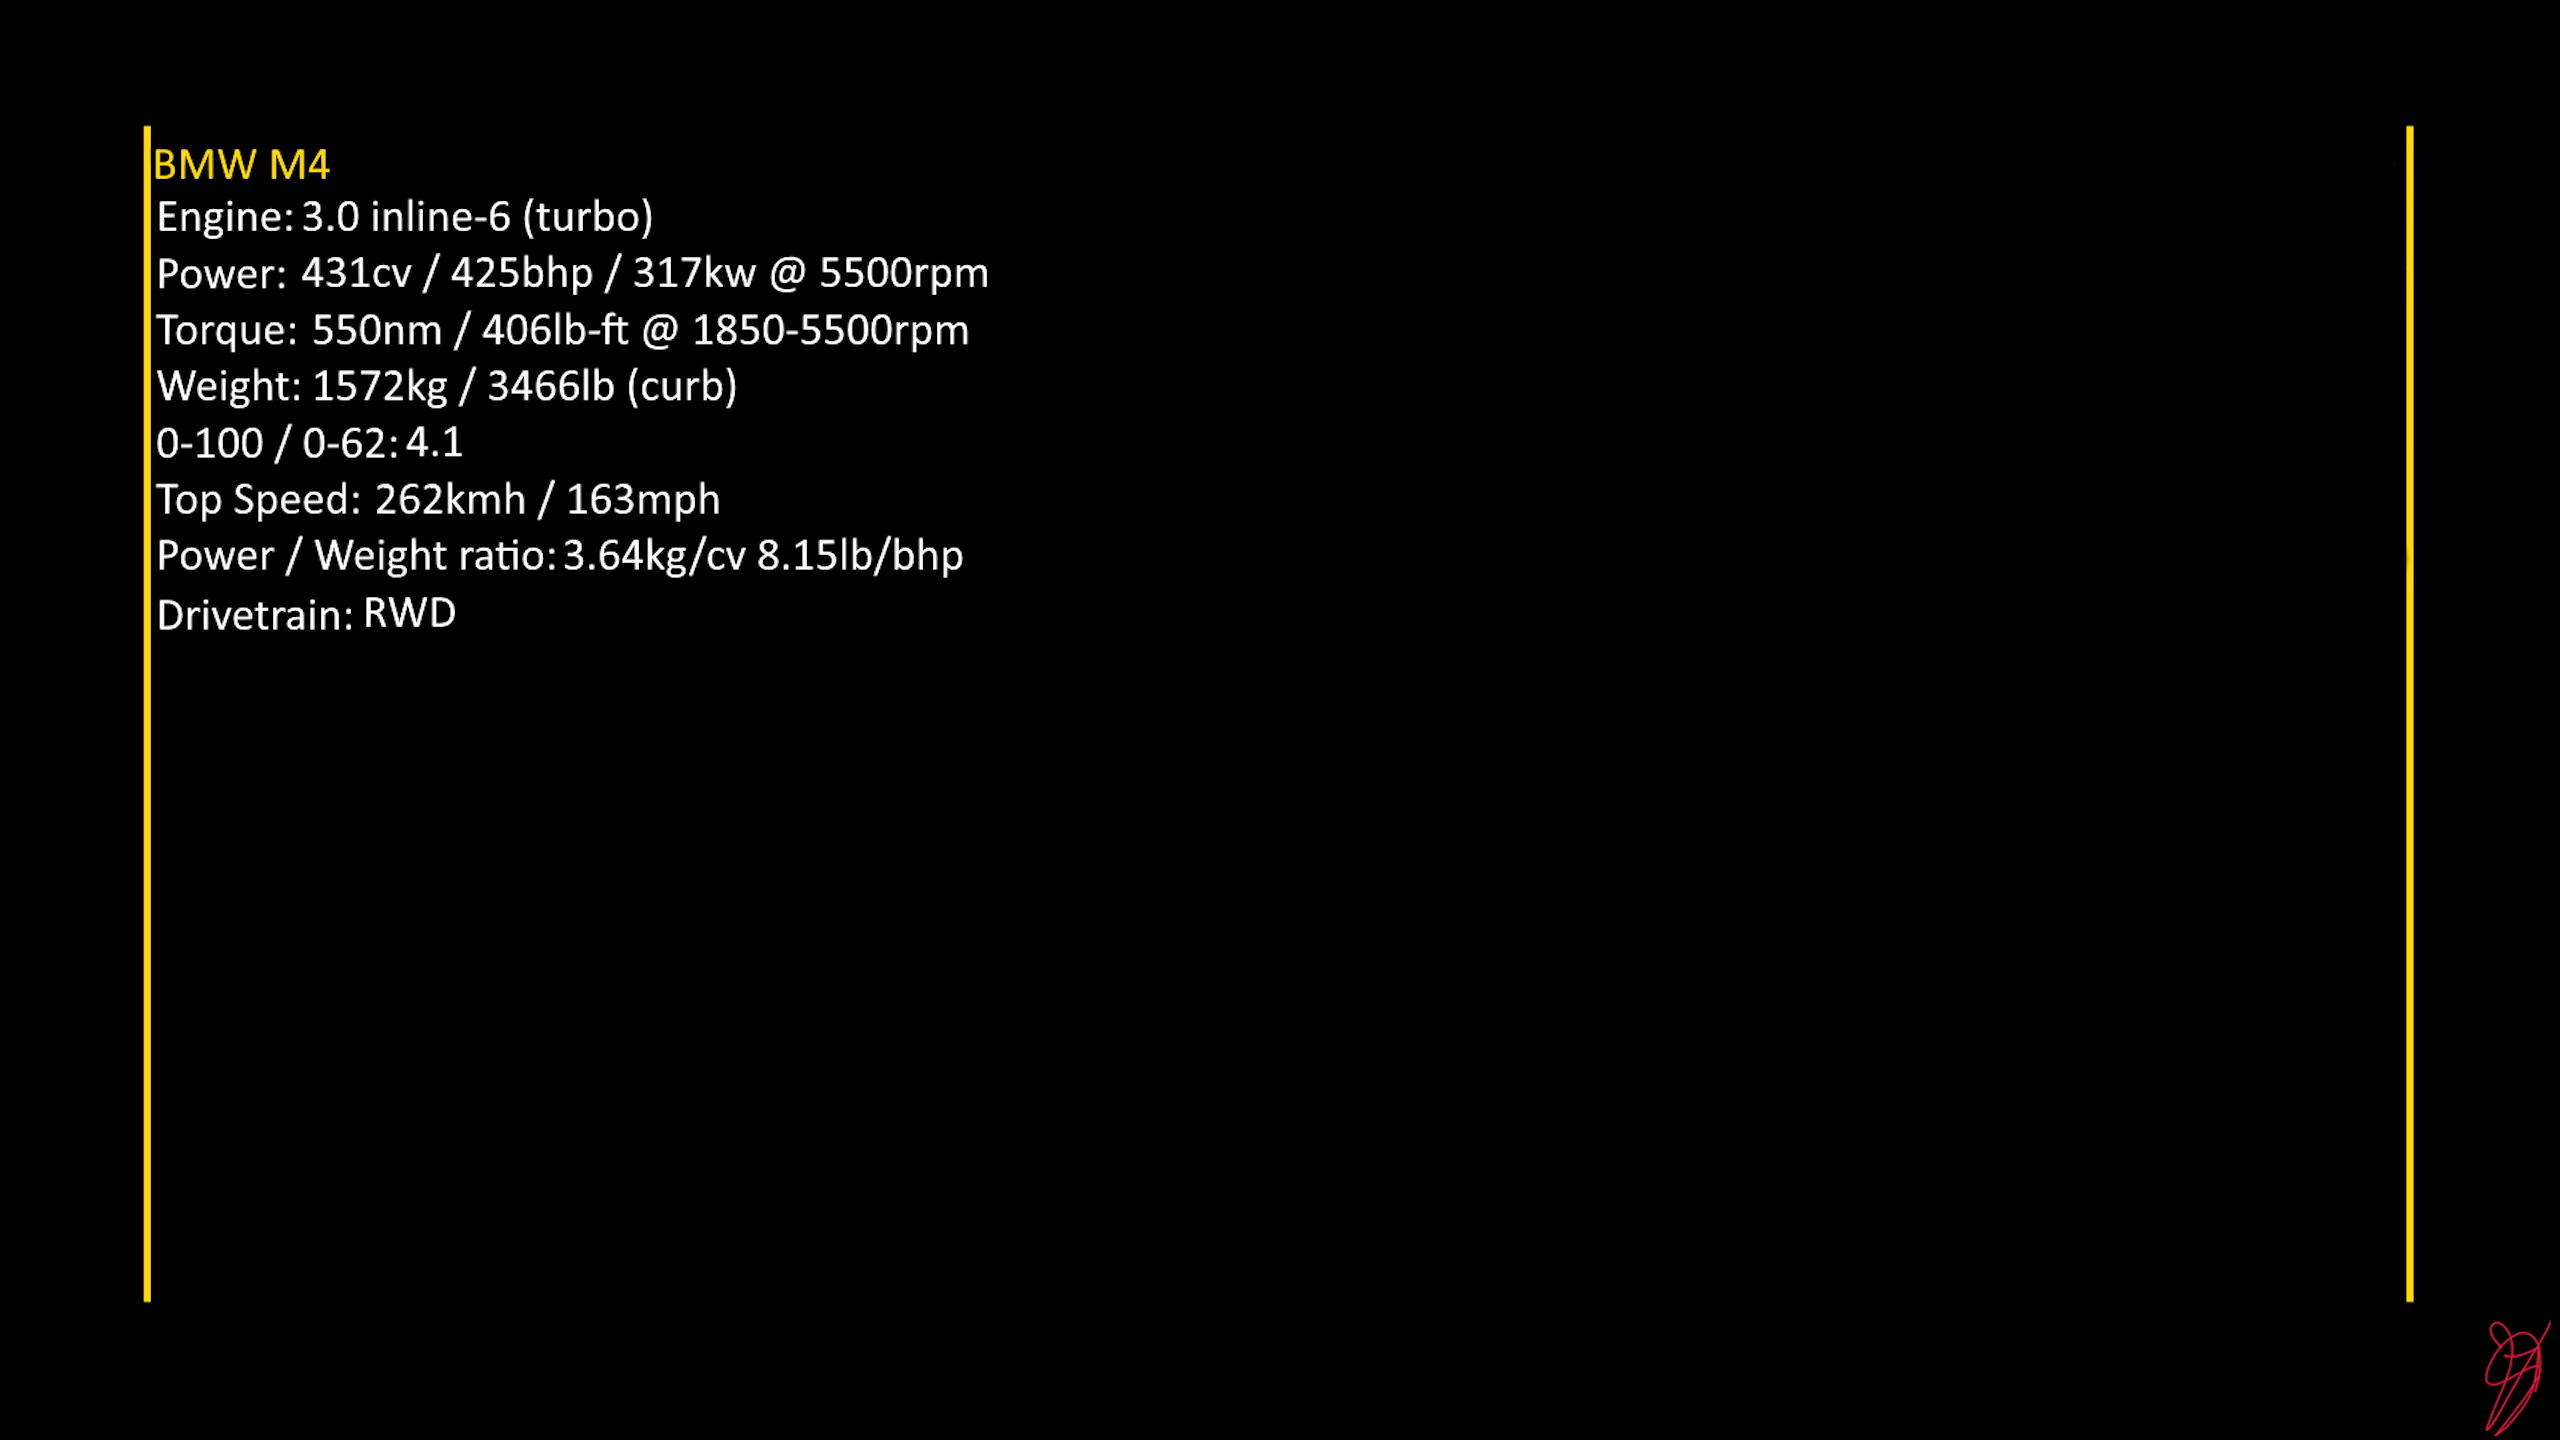 BMW M4
Engine: 3.0 inline-6 (turbo)
Power: 431cv / 425bhp / 317kw @ 5500rpm
Torque: 550nm / 406lb-ft @ 1850-5500rpm
Weight: 1572kg / 3466lb (curb)
0-100 / 0-62: 4.1
Top Speed: 262kmh / 163mph
Power / Weight ratio: 3.64kg/cv 8.15lb/bhp
Drivetrain: RWD